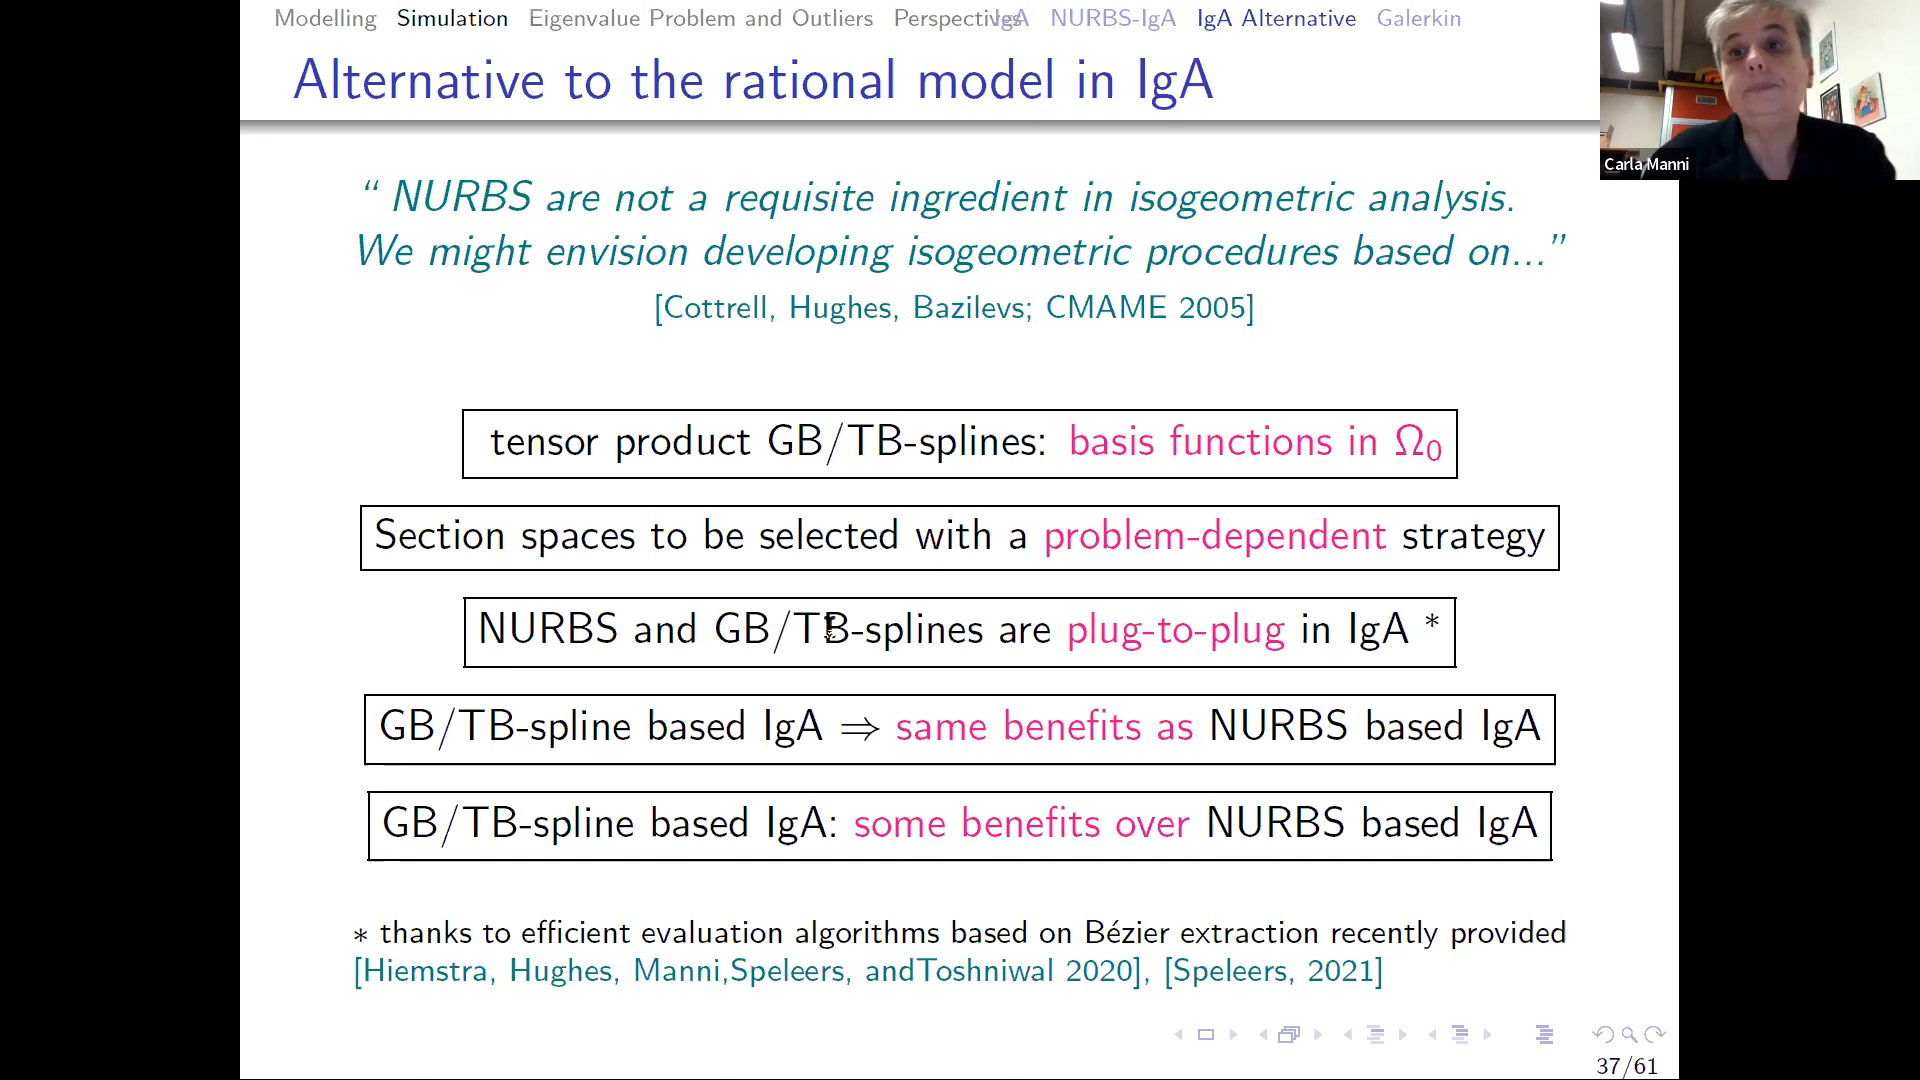 Modelling Simulation Eigenvalue Problem and Outliers Perspectives IgA NURBS-IgA IgA Alternative Galerkin
Alternative to the rational model in IgA
Carla Manni
“ NURBS are not a requisite ingredient in isogeometric analysis.
We might envision developing isogeometric procedures based on...”
[Cottrell, Hughes, Bazilevs; CMAME 2005]
tensor product GB/TB-splines: basis functions in Ω₀
Section spaces to be selected with a problem-dependent strategy
NURBS and GB/TB-splines are plug-to-plug in IgA *
GB/TB-spline based IgA ⇒ same benefits as NURBS based IgA
GB/TB-spline based IgA: some benefits over NURBS based IgA
* thanks to efficient evaluation algorithms based on Bézier extraction recently provided
[Hiemstra, Hughes, Manni,Speleers, andToshniwal 2020], [Speleers, 2021]
37/61